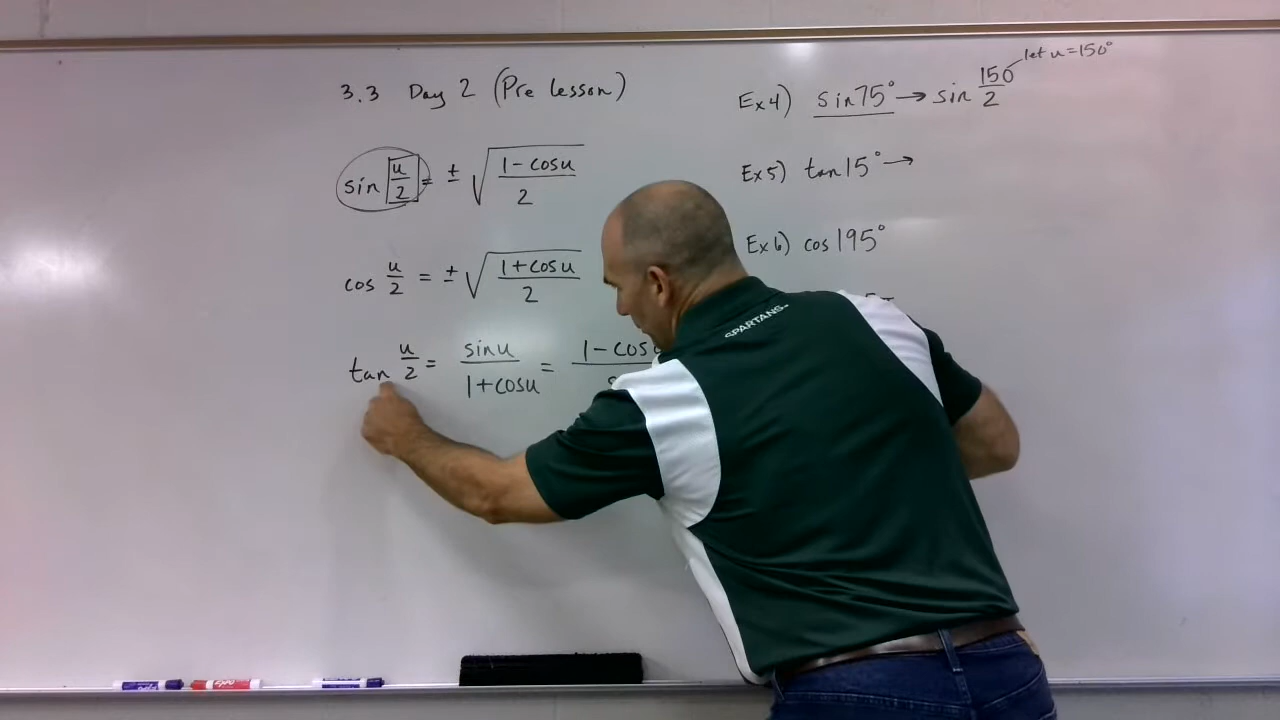 3.3 Day 2 (Pre Lesson)
sin u/2 = ± √(1-cosu)/2
cos u/2 = ± √(1+cosu)/2
tan u/2 = sinu/1+cosu = 1-cos
Ex4) sin75° → sin 150/2 let u=150°
Ex5) tan15° →
Ex6) cos195°
SPARTANS